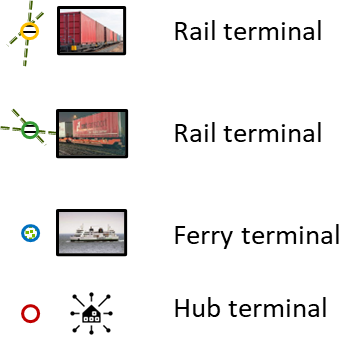 Rail terminal
Rail terminal
Ferry terminal
Hub terminal